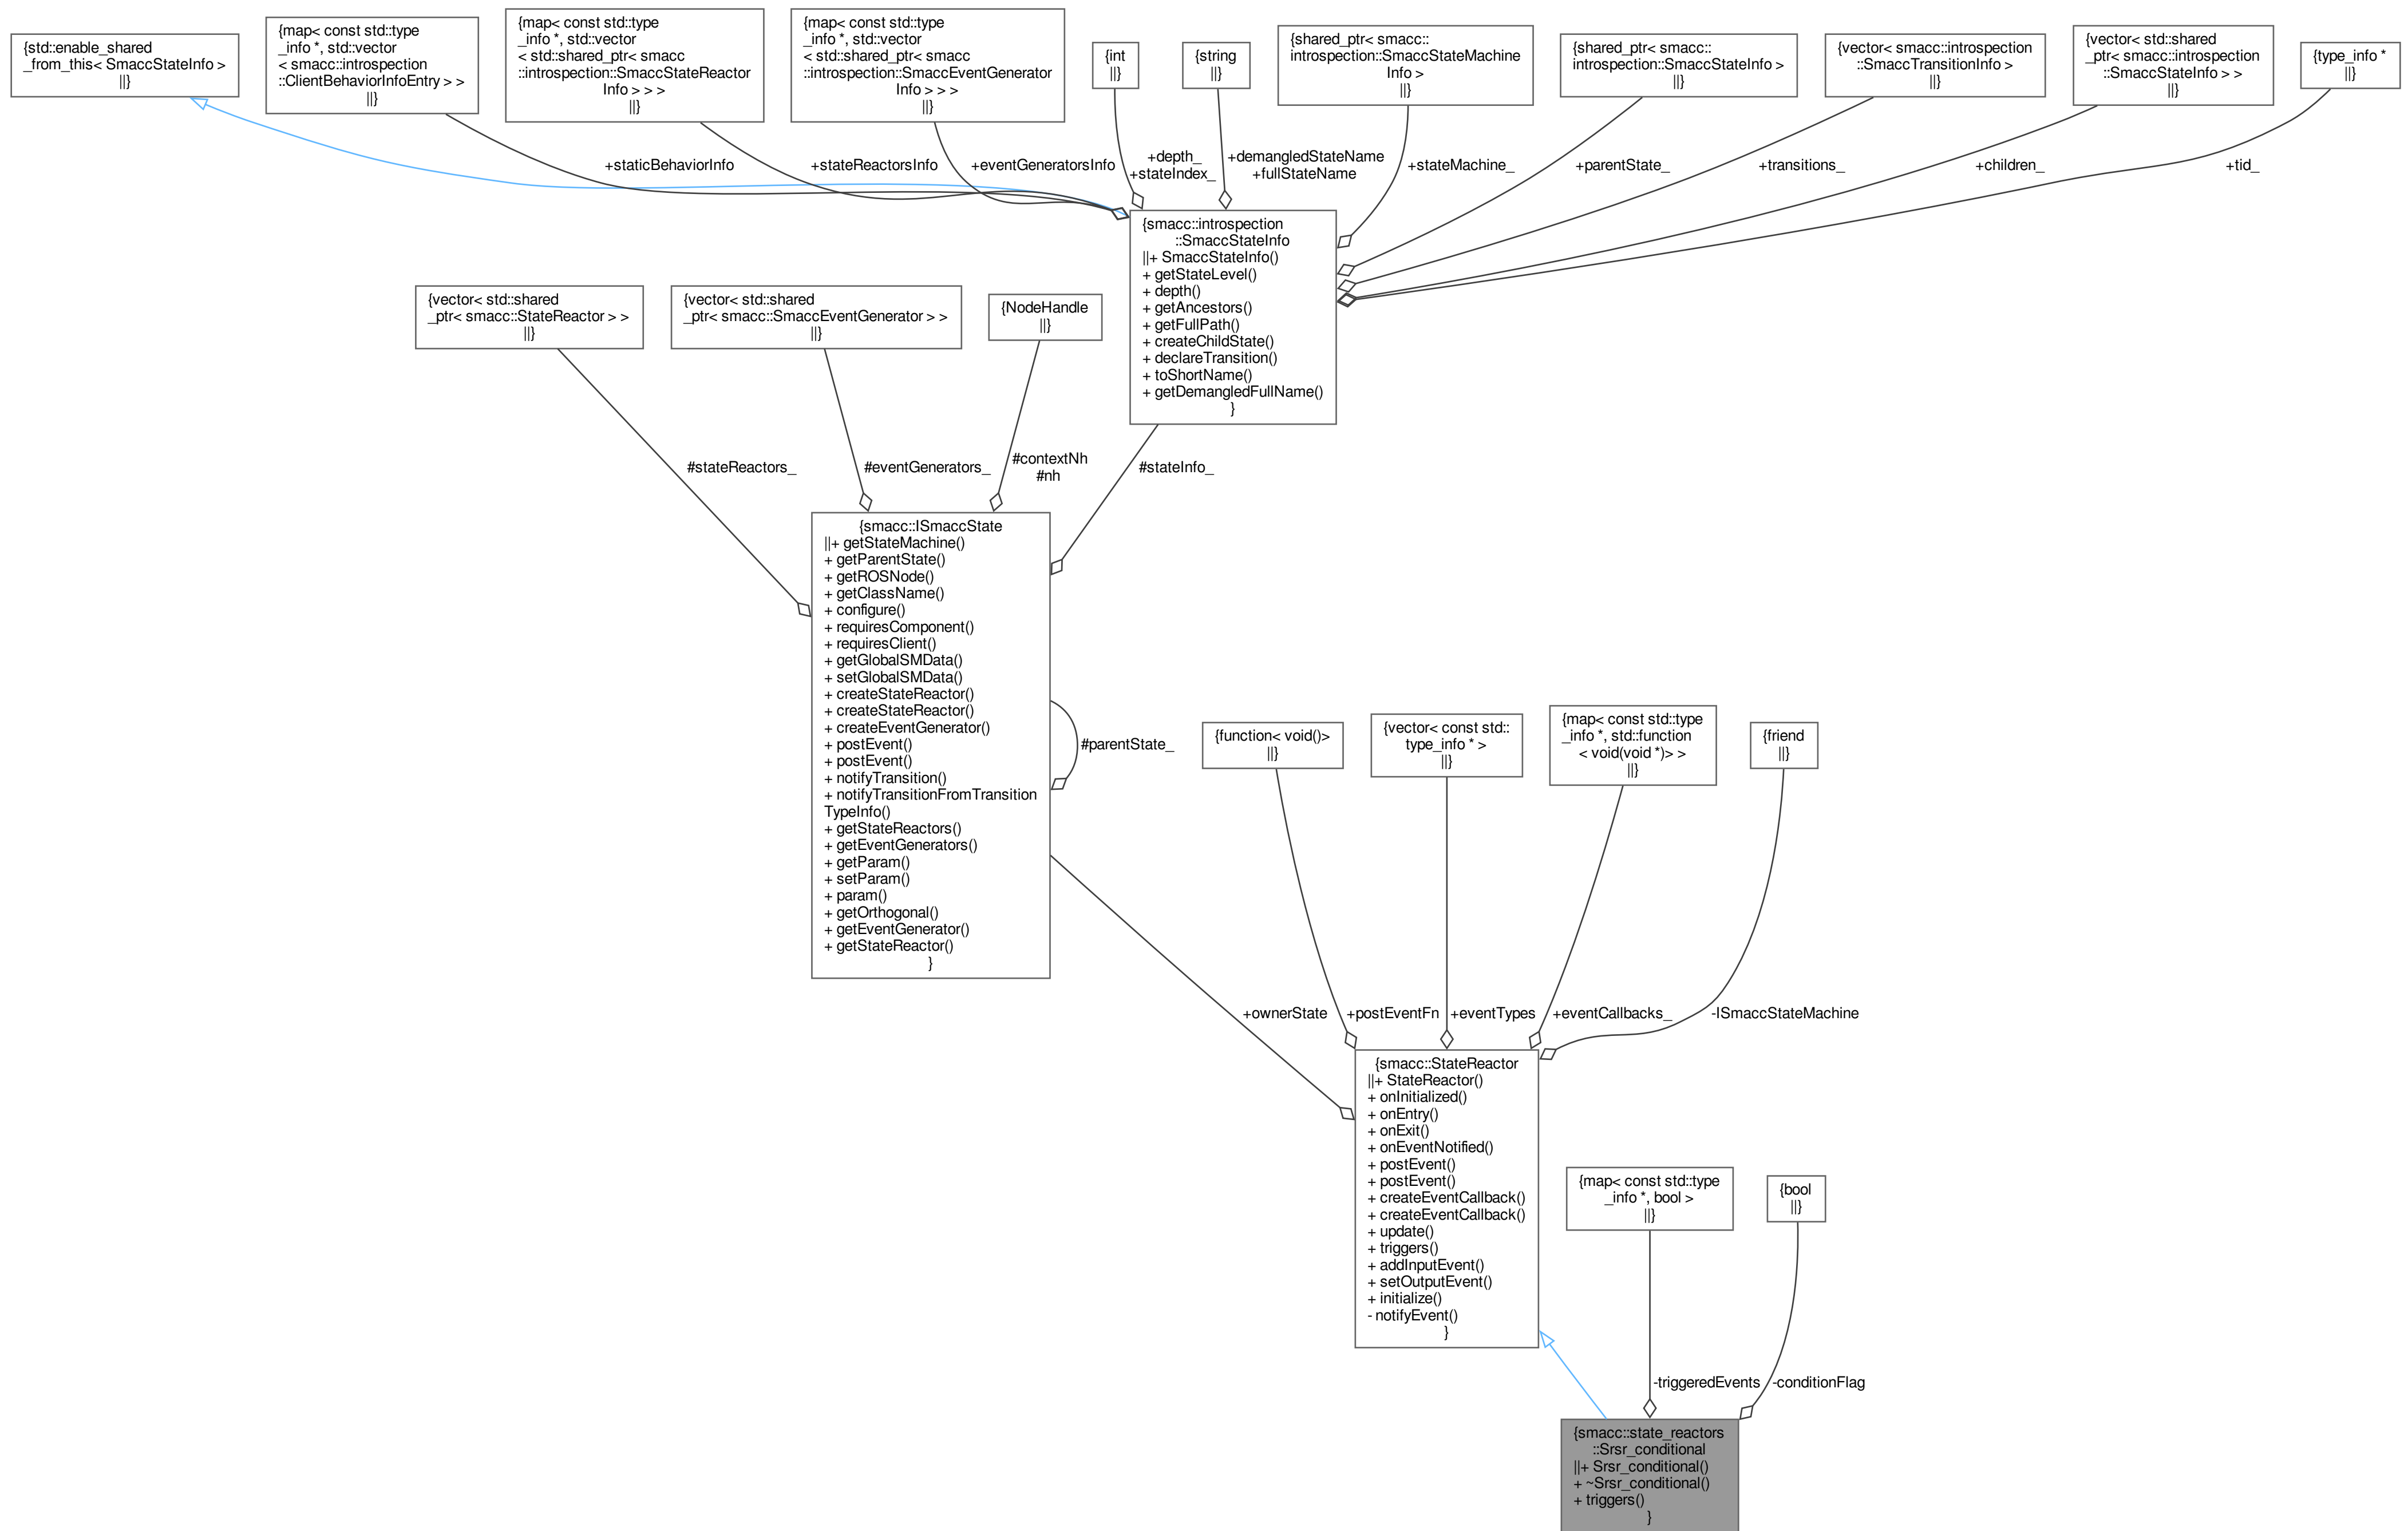 {std::enable_shared
_from_this< SmaccStateInfo >
||}
{map< const std::type
_info *, std::vector
< smacc::introspection
::ClientBehaviorInfoEntry > >
||}
{map< const std::type
_info *, std::vector
< std::shared_ptr< smacc
::introspection::SmaccStateReactor
Info > > >
||}
{map< const std::type
_info *, std::vector
< std::shared_ptr< smacc
::introspection::SmaccEventGenerator
Info > > >
||}
{int
||}
{string
||}
{shared_ptr< smacc::
introspection::SmaccStateMachine
Info >
||}
{shared_ptr< smacc::
introspection::SmaccStateInfo >
||}
{vector< smacc::introspection
::SmaccTransitionInfo >
||}
{vector< std::shared
_ptr< smacc::introspection
::SmaccStateInfo > >
||}
{type_info *
||}
+staticBehaviorInfo
+stateReactorsInfo
+eventGeneratorsInfo
+depth_
+stateIndex_
+demangledStateName
+fullStateName
+stateMachine_
+parentState_
+transitions_
+children_
+tid_
{smacc::introspection
::SmaccStateInfo
||+ SmaccStateInfo()
+ getStateLevel()
+ depth()
+ getAncestors()
+ getFullPath()
+ createChildState()
+ declareTransition()
+ toShortName()
+ getDemangledFullName()
}
{vector< std::shared
_ptr< smacc::StateReactor > >
||}
{vector< std::shared
_ptr< smacc::SmaccEventGenerator > >
||}
{NodeHandle
||}
#stateReactors_
#eventGenerators_
#contextNh
#nh
#stateInfo_
{smacc::ISmaccState
||+ getStateMachine()
+ getParentState()
+ getROSNode()
+ getClassName()
+ configure()
+ requiresComponent()
+ requiresClient()
+ getGlobalSMData()
+ setGlobalSMData()
+ createStateReactor()
+ createStateReactor()
+ createEventGenerator()
+ postEvent()
+ postEvent()
+ notifyTransition()
+ notifyTransitionFromTransition
TypeInfo()
+ getStateReactors()
+ getEventGenerators()
+ getParam()
+ setParam()
+ param()
+ getOrthogonal()
+ getEventGenerator()
+ getStateReactor()
}
#parentState_
{function< void()>
||}
{vector< const std::
type_info * >
||}
{map< const std::type
_info *, std::function
< void(void *)> >
||}
{friend
||}
+ownerState
+postEventFn
+eventTypes
+eventCallbacks_
-ISmaccStateMachine
{smacc::StateReactor
||+ StateReactor()
+ onInitialized()
+ onEntry()
+ onExit()
+ onEventNotified()
+ postEvent()
+ postEvent()
+ createEventCallback()
+ createEventCallback()
+ update()
+ triggers()
+ addInputEvent()
+ setOutputEvent()
+ initialize()
- notifyEvent()
}
{map< const std::type
_info *, bool >
||}
{bool
||}
-triggeredEvents
-conditionFlag
{smacc::state_reactors
::Srsr_conditional
||+ Srsr_conditional()
+ ~Srsr_conditional()
+ triggers()
}